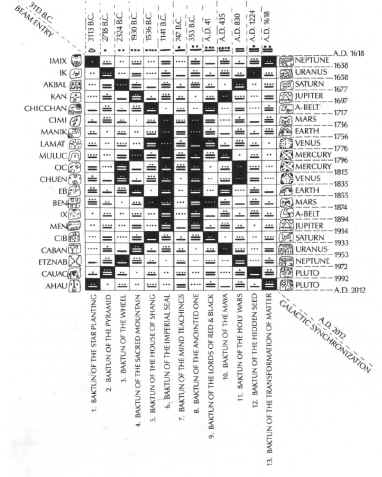 3113 B.C.
BEAM ENTRY
3113 B.C.
2718 B.C.
2324 B.C.
1930 B.C.
1536 B.C.
1141 B.C.
747 B.C.
353 B.C.
A.D. 41
A.D. 435
A.D. 830
A.D. 1224
A.D. 1618
A.D. 1618
IMIX NEPTUNE
1638
IK URANUS
1658
AKBAL SATURN
1677
KAN JUPITER
1697
CHICCHAN A-BELT
1717
CIMI MARS
1736
MANIK EARTH
1756
LAMAT VENUS
1776
MULUC MERCURY
1796
OC MERCURY
1815
CHUEN VENUS
1835
EB EARTH
1855
BEN MARS
1874
IX A-BELT
1894
MEN JUPITER
1914
CIB SATURN
1933
CABAN URANUS
1953
ETZNAB NEPTUNE
1972
CAUAC PLUTO
1992
AHAU PLUTO
A.D. 2012
A.D. 2012
GALACTIC SYNCHRONIZATION
1. BAKTUN OF THE STAR PLANTING
2. BAKTUN OF THE PYRAMID
3. BAKTUN OF THE WHEEL
4. BAKTUN OF THE SACRED MOUNTAIN
5. BAKTUN OF THE HOUSE OF SHANG
6. BAKTUN OF THE IMPERIAL SEAL
7. BAKTUN OF THE MIND TEACHINGS
8. BAKTUN OF THE ANOINTED ONE
9. BAKTUN OF THE LORDS OF RED & BLACK
10. BAKTUN OF THE MAYA
11. BAKTUN OF THE HOLY WARS
12. BAKTUN OF THE HIDDEN SEED
13. BAKTUN OF THE TRANSFORMATION OF MATTER